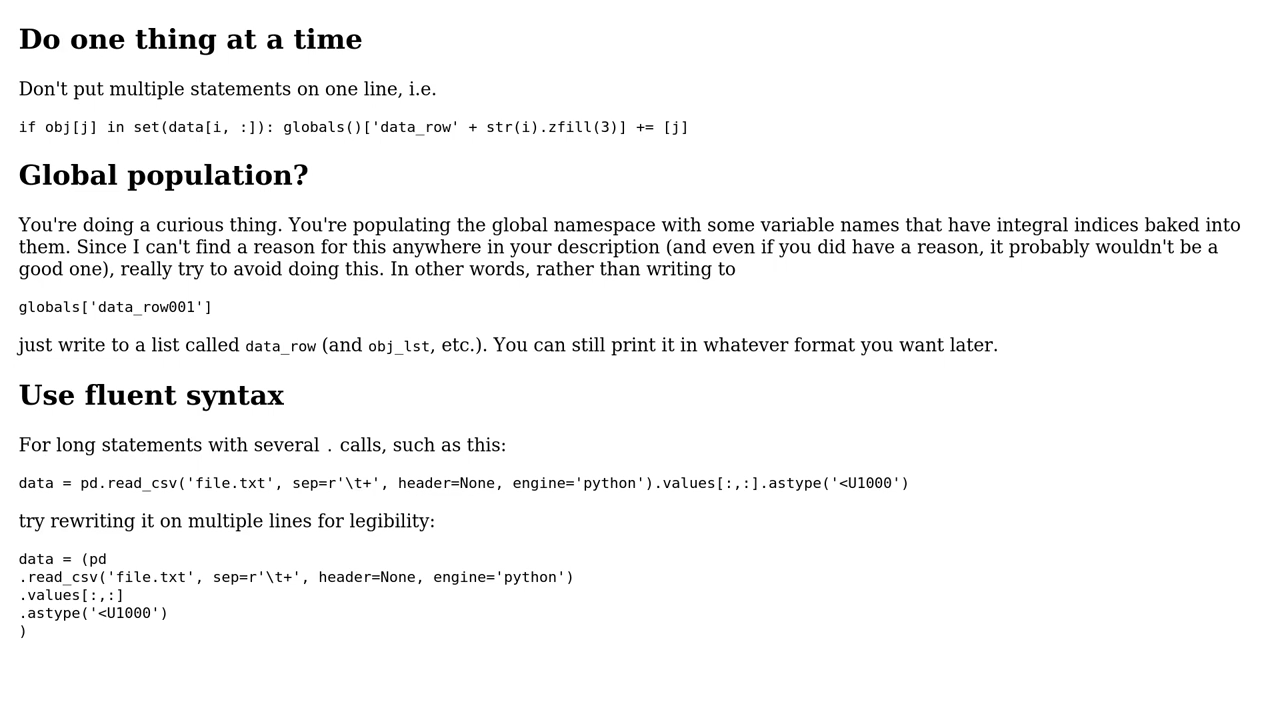 Do one thing at a time
Don't put multiple statements on one line, i.e.
if obj[j] in set(data[i, :]): globals()['data_row' + str(i).zfill(3)] += [j]
Global population?
You're doing a curious thing. You're populating the global namespace with some variable names that have integral indices baked into
them. Since I can't find a reason for this anywhere in your description (and even if you did have a reason, it probably wouldn't be a
good one), really try to avoid doing this. In other words, rather than writing to
globals['data_row001']
just write to a list called data_row (and obj_lst, etc.). You can still print it in whatever format you want later.
Use fluent syntax
For long statements with several . calls, such as this:
data = pd.read_csv('file.txt', sep=r'\t+', header=None, engine='python').values[:,:].astype('<U1000')
try rewriting it on multiple lines for legibility:
data = (pd
.read_csv('file.txt', sep=r'\t+', header=None, engine='python')
.values[:,:]
.astype('<U1000')
)